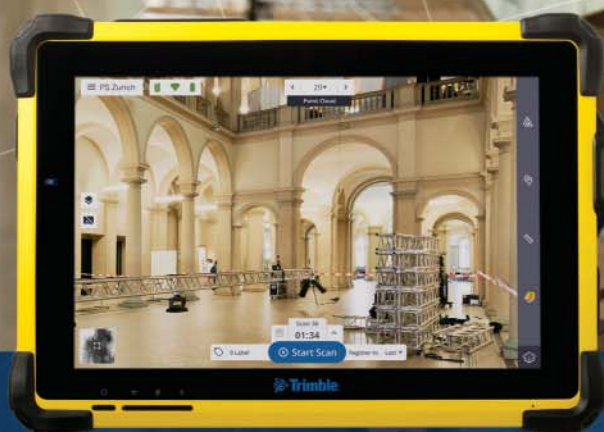 PS Zurich
29
Point Cloud
Scan 36
01:34
0 Label
Start Scan
Register to: Last
Trimble